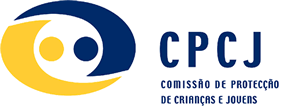 CPCJ
COMISSÃO DE PROTECÇÃO
DE CRIANÇAS E JOVENS